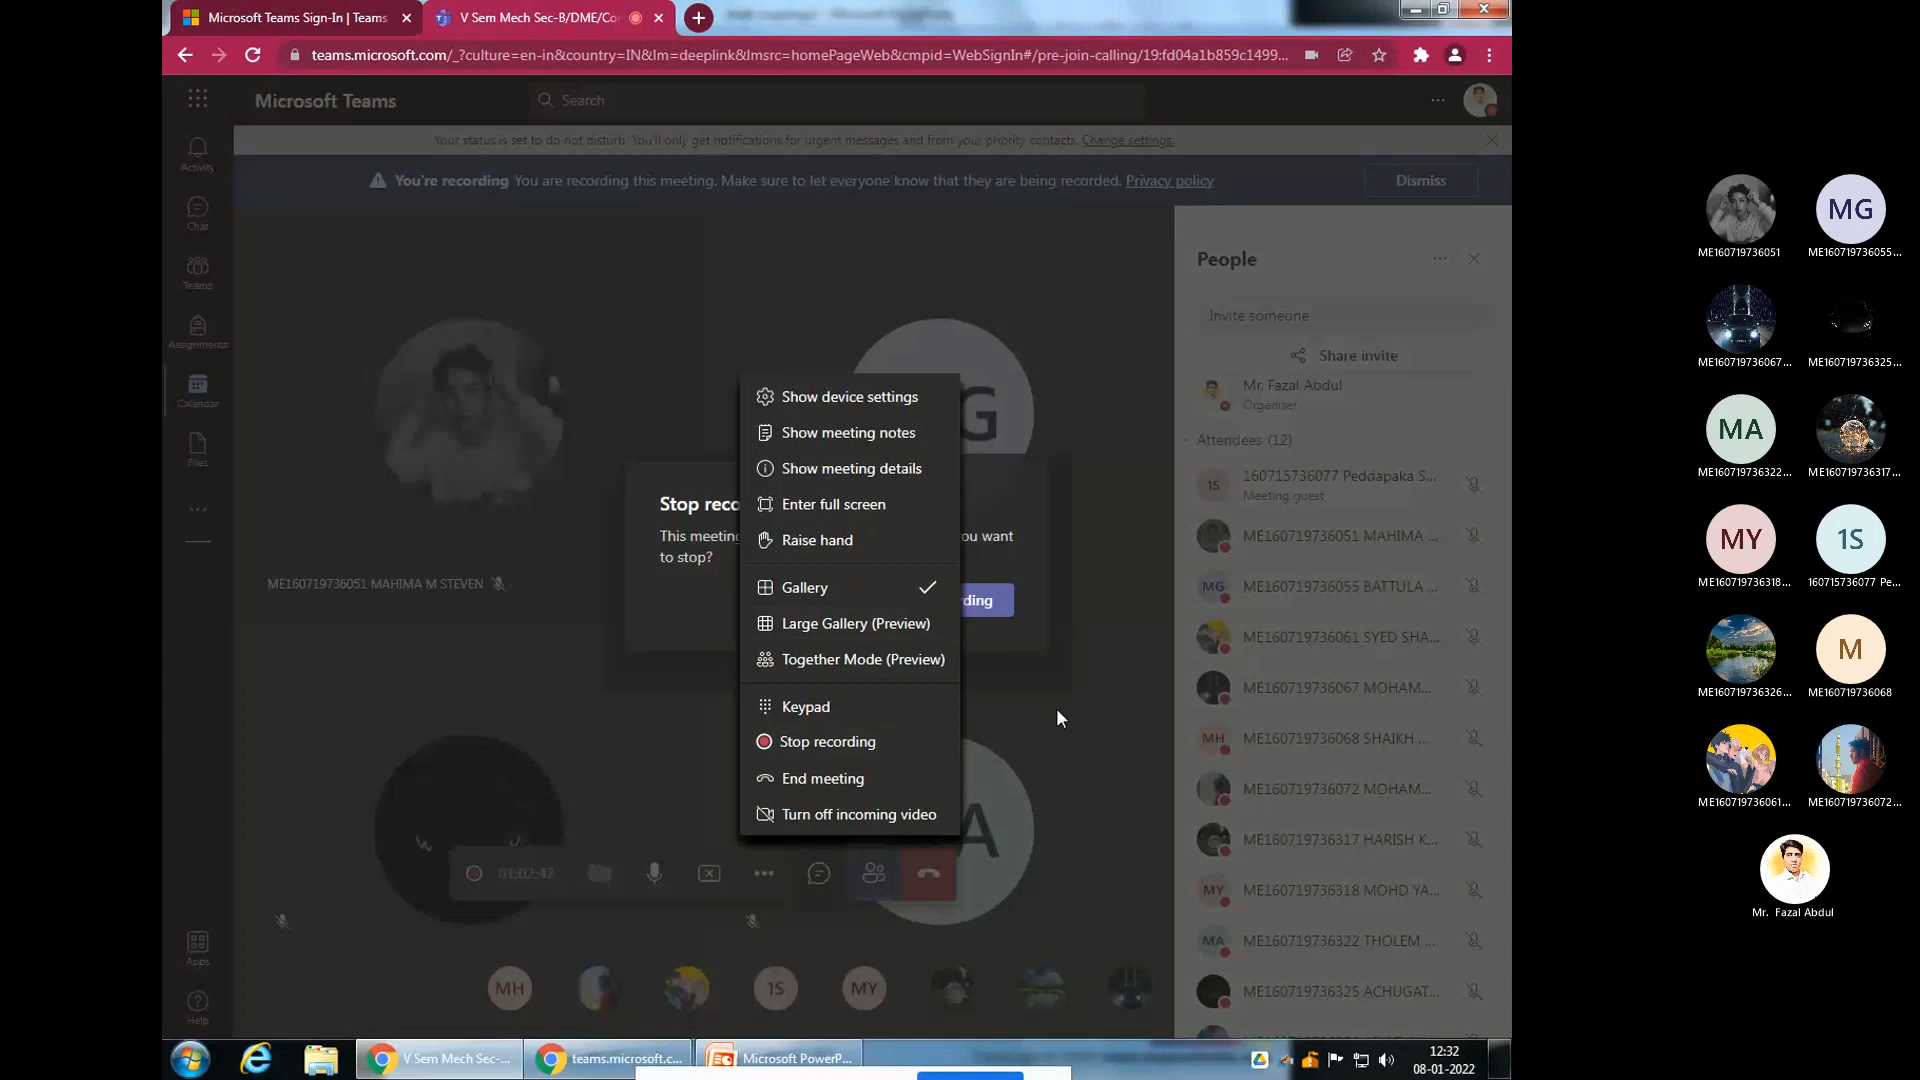 Microsoft Teams Sign-In | Teams
V Sem Mech Sec-B/DME/Co
teams.microsoft.com/_?culture=en-in&country=IN&lm=deeplink&lmsrc=homePageWeb&cmpid=WebSignIn#/pre-join-calling/19:fd04a1b859c1499...
Microsoft Teams
Search
Your status is set to do not disturb. You'll only get notifications for urgent messages and from your priority contacts. Change settings.
You're recording You are recording this meeting. Make sure to let everyone know that they are being recorded. Privacy policy
Dismiss
Activity
Chat
Teams
Assignments
Calendar
Files
Apps
Help
ME160719736051 MAHIMA M STEVEN
G
Stop reco
This meeting
ou want
to stop?
ding
Show device settings
Show meeting notes
Show meeting details
Enter full screen
Raise hand
Gallery
Large Gallery (Preview)
Together Mode (Preview)
Keypad
Stop recording
End meeting
Turn off incoming video
A
01:02:42
MH
1S
MY
People
Invite someone
Share invite
Mr. Fazal Abdul
Organiser
Attendees (12)
1S
160715736077 Peddapaka S...
Meeting guest
ME160719736051 MAHIMA ...
MG
ME160719736055 BATTULA ...
ME160719736061 SYED SHA...
ME160719736067 MOHAM...
MH
ME160719736068 SHAIKH ...
ME160719736072 MOHAM...
ME160719736317 HARISH K...
MY
ME160719736318 MOHD YA...
MA
ME160719736322 THOLEM ...
ME160719736325 ACHUGAT...
ME160719736051
MG
ME160719736055...
ME160719736067...
ME160719736325...
MA
ME160719736322...
ME160719736317...
MY
ME160719736318...
1S
160715736077 Pe...
ME160719736326...
M
ME160719736068
ME160719736061...
ME160719736072...
Mr. Fazal Abdul
V Sem Mech Sec-...
teams.microsoft.c...
Microsoft PowerP...
12:32
08-01-2022